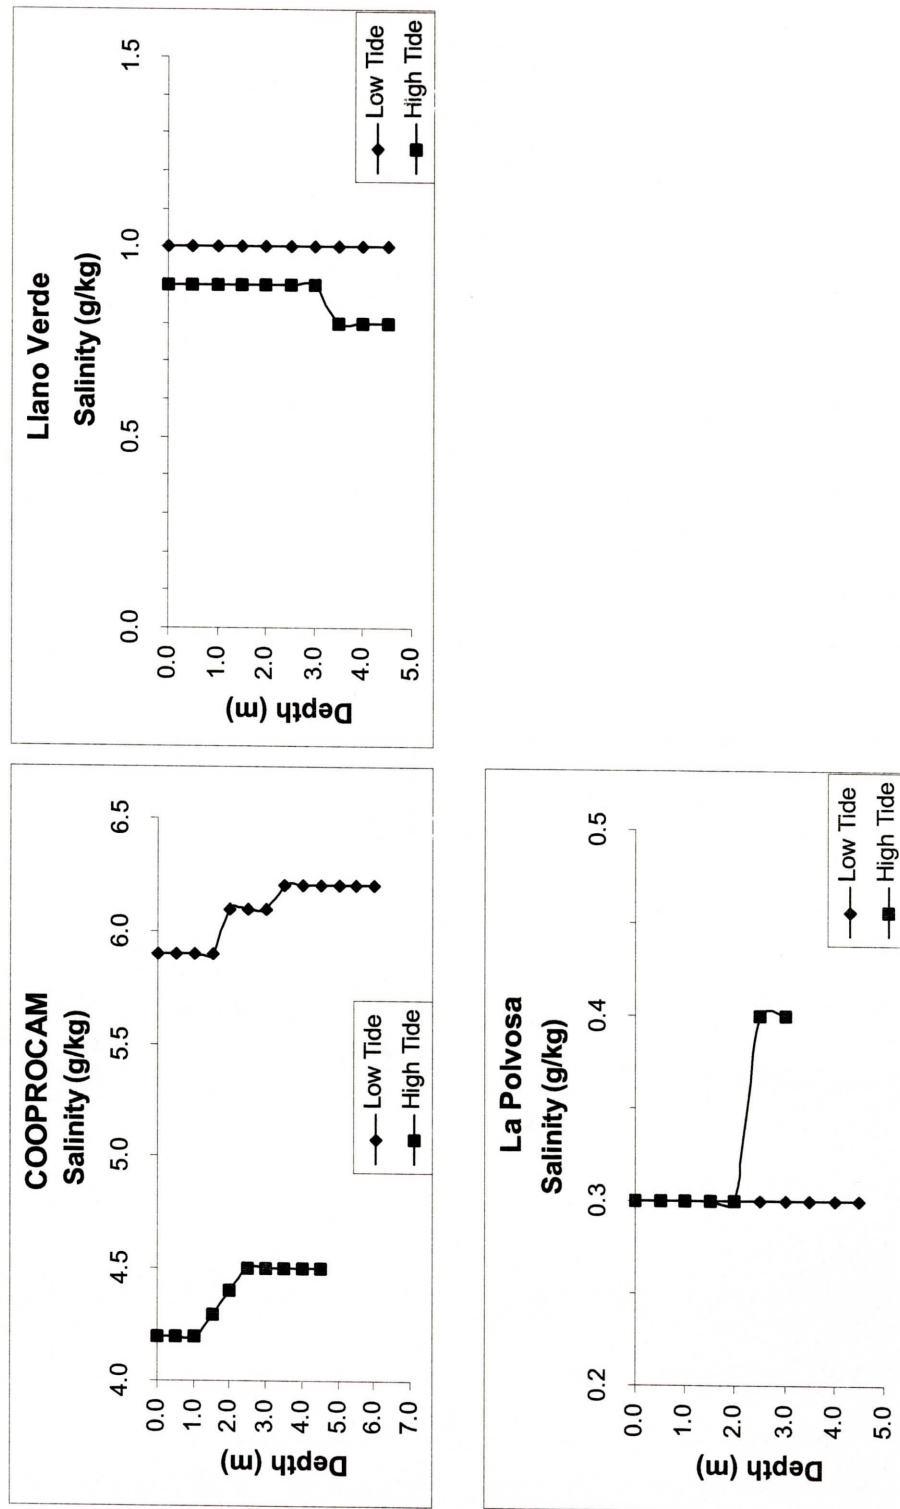 COOPROCAM
Salinity (g/kg)
4.0 4.5 5.0 5.5 6.0 6.5
0.0
1.0
2.0
3.0
4.0
5.0
6.0
7.0
Depth (m)
Low Tide
High Tide
Llano Verde
Salinity (g/kg)
0.0 0.5 1.0 1.5
0.0
1.0
2.0
3.0
4.0
5.0
Depth (m)
Low Tide
High Tide
La Polvosa
Salinity (g/kg)
0.2 0.3 0.4 0.5
0.0
1.0
2.0
3.0
4.0
5.0
Depth (m)
Low Tide
High Tide